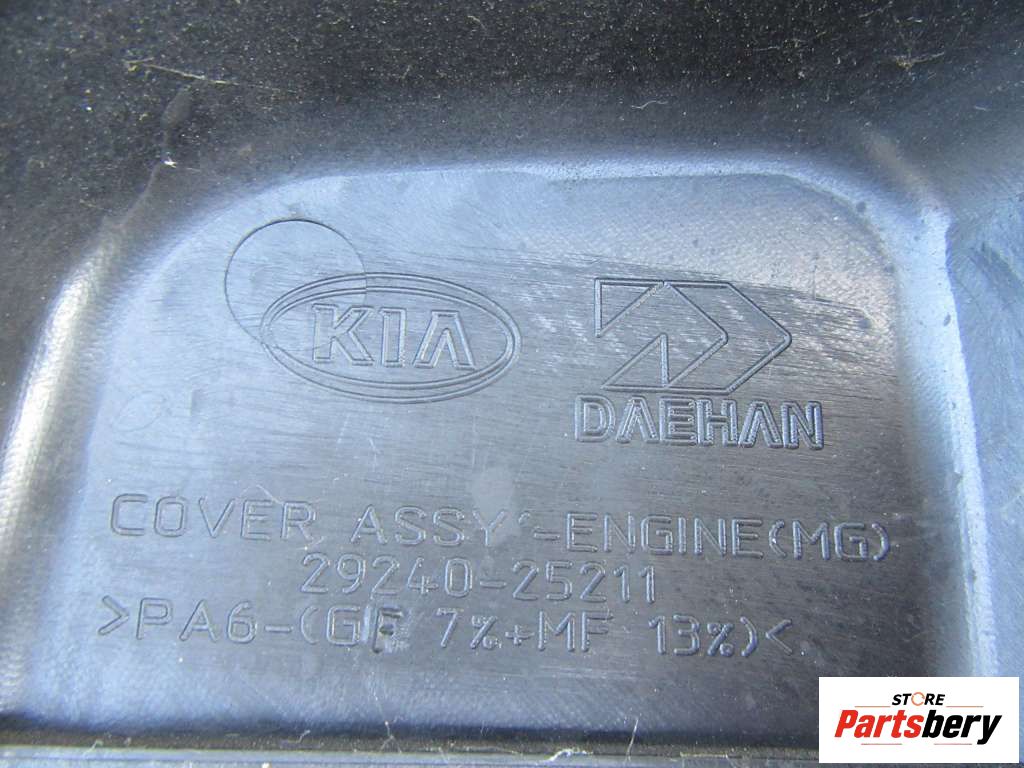 KIA
DAEHAN
COVER ASSY'-ENGINE(MG)
29240-25211
>PA6-(GF 7%+MF 13%)<
STORE
Partsbery